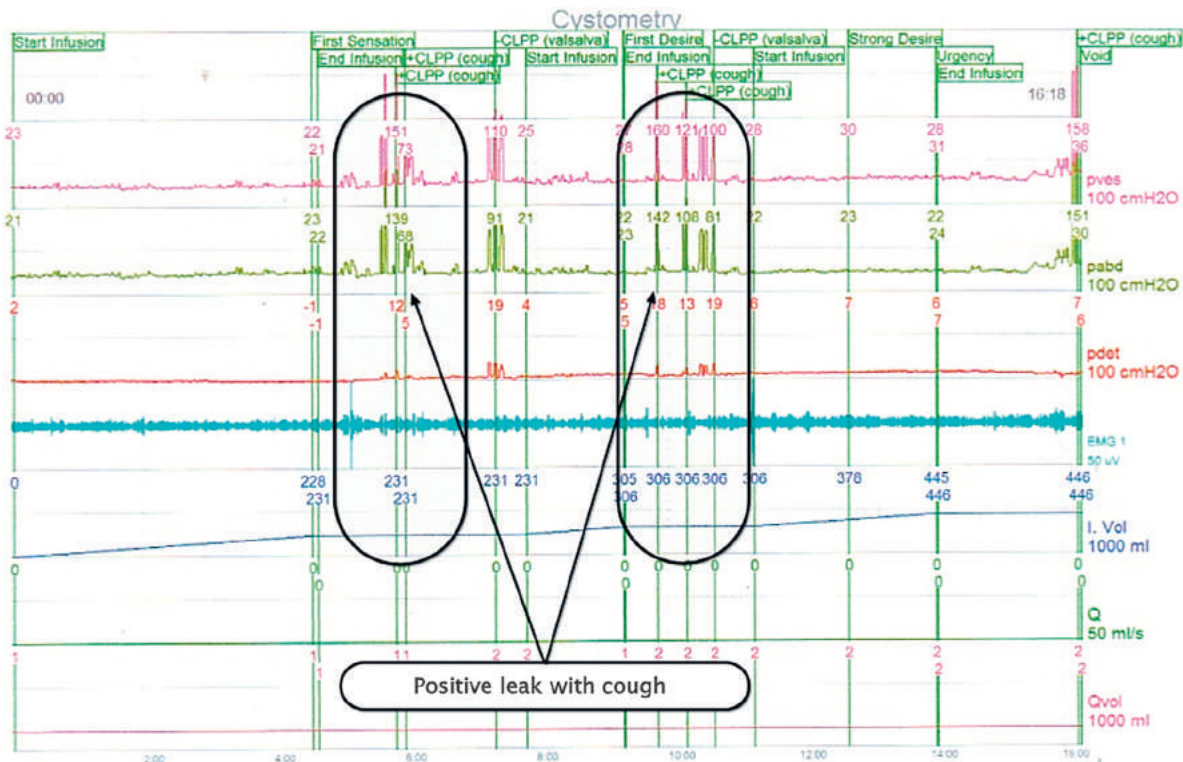 Cystometry
Start Infusion
First Sensation
-CLPP (valsalva)
First Desire
-CLPP (valsalva)
Strong Desire
+CLPP (cough)
End Infusion
+CLPP (cough)
Start Infusion
End Infusion
Start Infusion
Urgency
Void
+CLPP (cough)
+CLPP (cough)
End Infusion
+CLPP (cough)
00:00
16:18
23 22 151 110 25 160 121 100 28 30 28 158
21 73 31 36
pves
100 cmH2O
21 23 139 91 21 22 142 108 81 22 23 22 151
22 68 23 24 30
pabd
100 cmH2O
2 -1 12 19 4 5 18 13 19 6 7 6 7
-1 5 5 7 6
pdet
100 cmH2O
EMG 1
50 uV
0 228 231 231 231 305 306 306 306 306 378 445 446
231 231 306 446 446
I. Vol
1000 ml
0 0 0 0 0 0 0 0 0 0 0 0 0 0
0 0 0 0
Q
50 ml/s
1 1 1 1 2 2 1 2 2 2 2 2 2 2
1 2 2
Positive leak with cough
Qvol
1000 ml
2:00 4:00 6:00 08:00 10:00 12:00 14:00 16:00